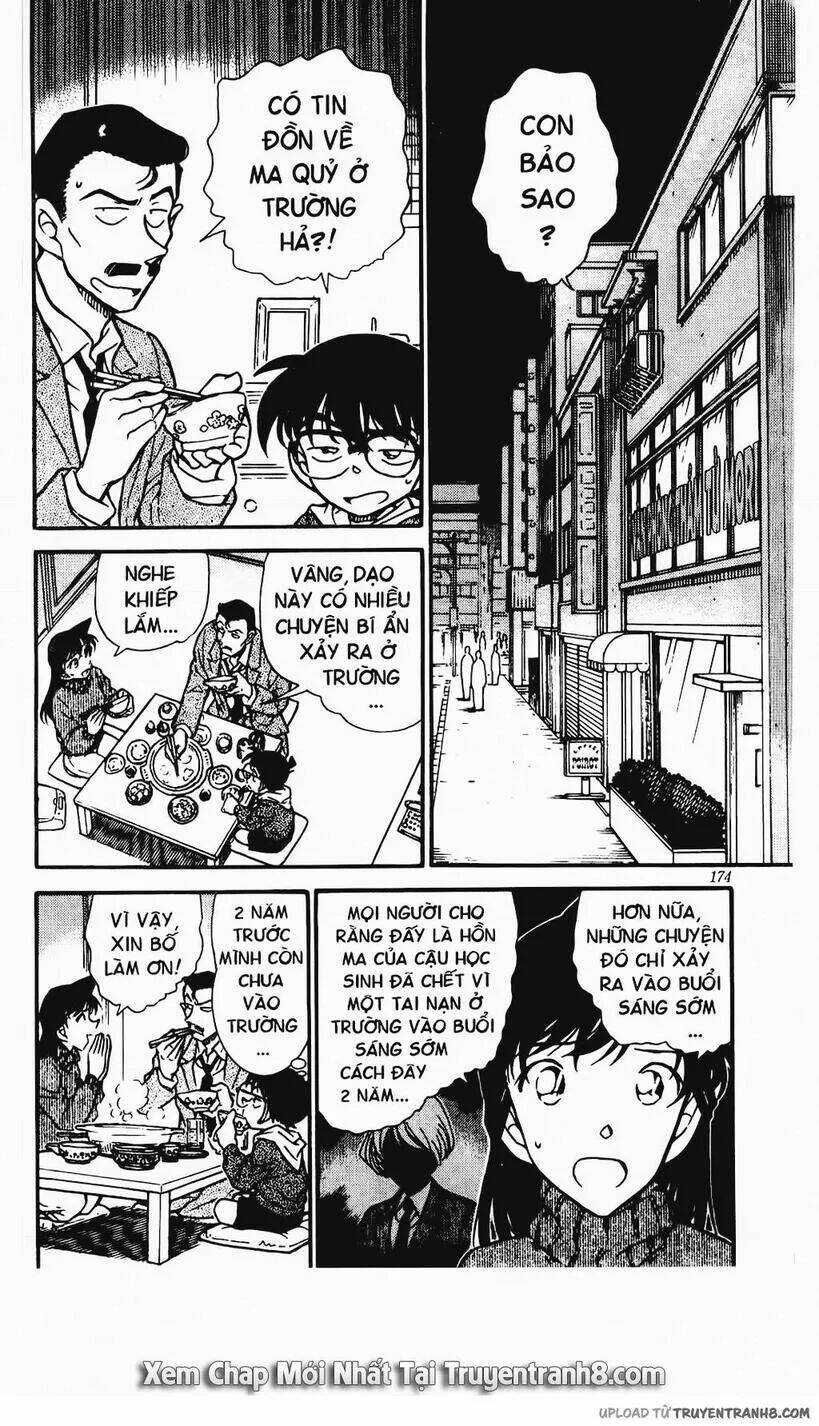 CON
BẢO
SAO
?
THÁM TỬ MORI
POIROT
174
CÓ TIN
ĐỒN VỀ
MA QUỶ Ở
TRƯỜNG
HẢ?!
VÂNG, DẠO
NÀY CÓ NHIỀU
CHUYỆN BÍ ẨN
XẢY RA Ở
TRƯỜNG
...
NGHE
KHIẾP
LẮM...
HƠN NỮA,
NHỮNG CHUYỆN
ĐÓ CHỈ XẢY
RA VÀO BUỔI
SÁNG SỚM
...
MỌI NGƯỜI CHO
RẰNG ĐẤY LÀ HỒN
MA CỦA CẬU HỌC
SINH ĐÃ CHẾT VÌ
MỘT TAI NẠN Ở
TRƯỜNG VÀO BUỔI
SÁNG SỚM
CÁCH ĐÂY
2 NĂM...
2 NĂM
TRƯỚC
MÌNH CÒN
CHƯA
VÀO
TRƯỜNG
...
VÌ VẬY,
XIN BỐ
LÀM ƠN!
Xem Chap Mới Nhất Tại Truyentranh8.com
UPLOAD TỪ TRUYENTRANH8.COM